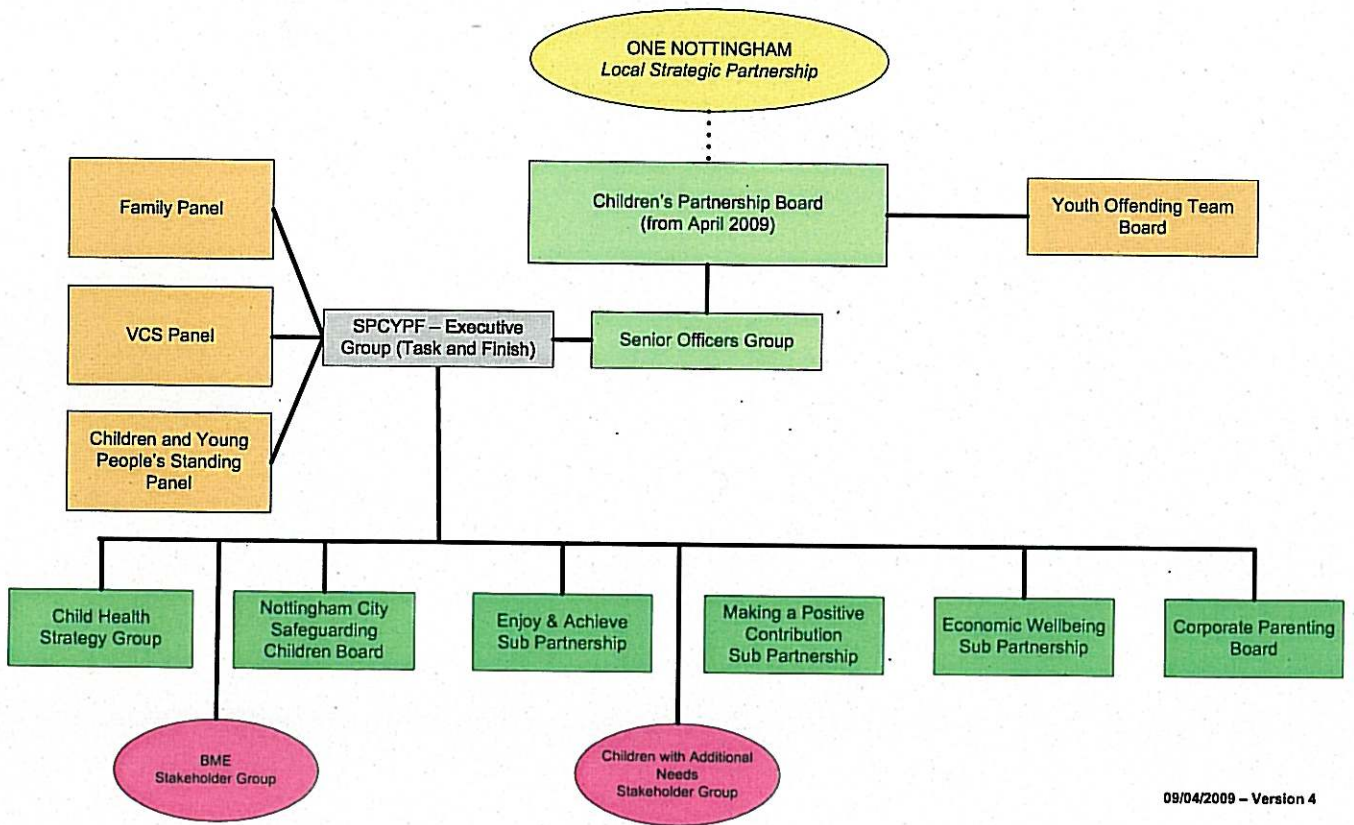 ONE NOTTINGHAM
Local Strategic Partnership
Family Panel
Children's Partnership Board
(from April 2009)
Youth Offending Team
Board
VCS Panel
SPCYPF – Executive
Group (Task and Finish)
Senior Officers Group
Children and Young
People's Standing
Panel
Child Health
Strategy Group
Nottingham City
Safeguarding
Children Board
Enjoy & Achieve
Sub Partnership
Making a Positive
Contribution
Sub Partnership
Economic Wellbeing
Sub Partnership
Corporate Parenting
Board
BME
Stakeholder Group
Children with Additional
Needs
Stakeholder Group
09/04/2009 – Version 4